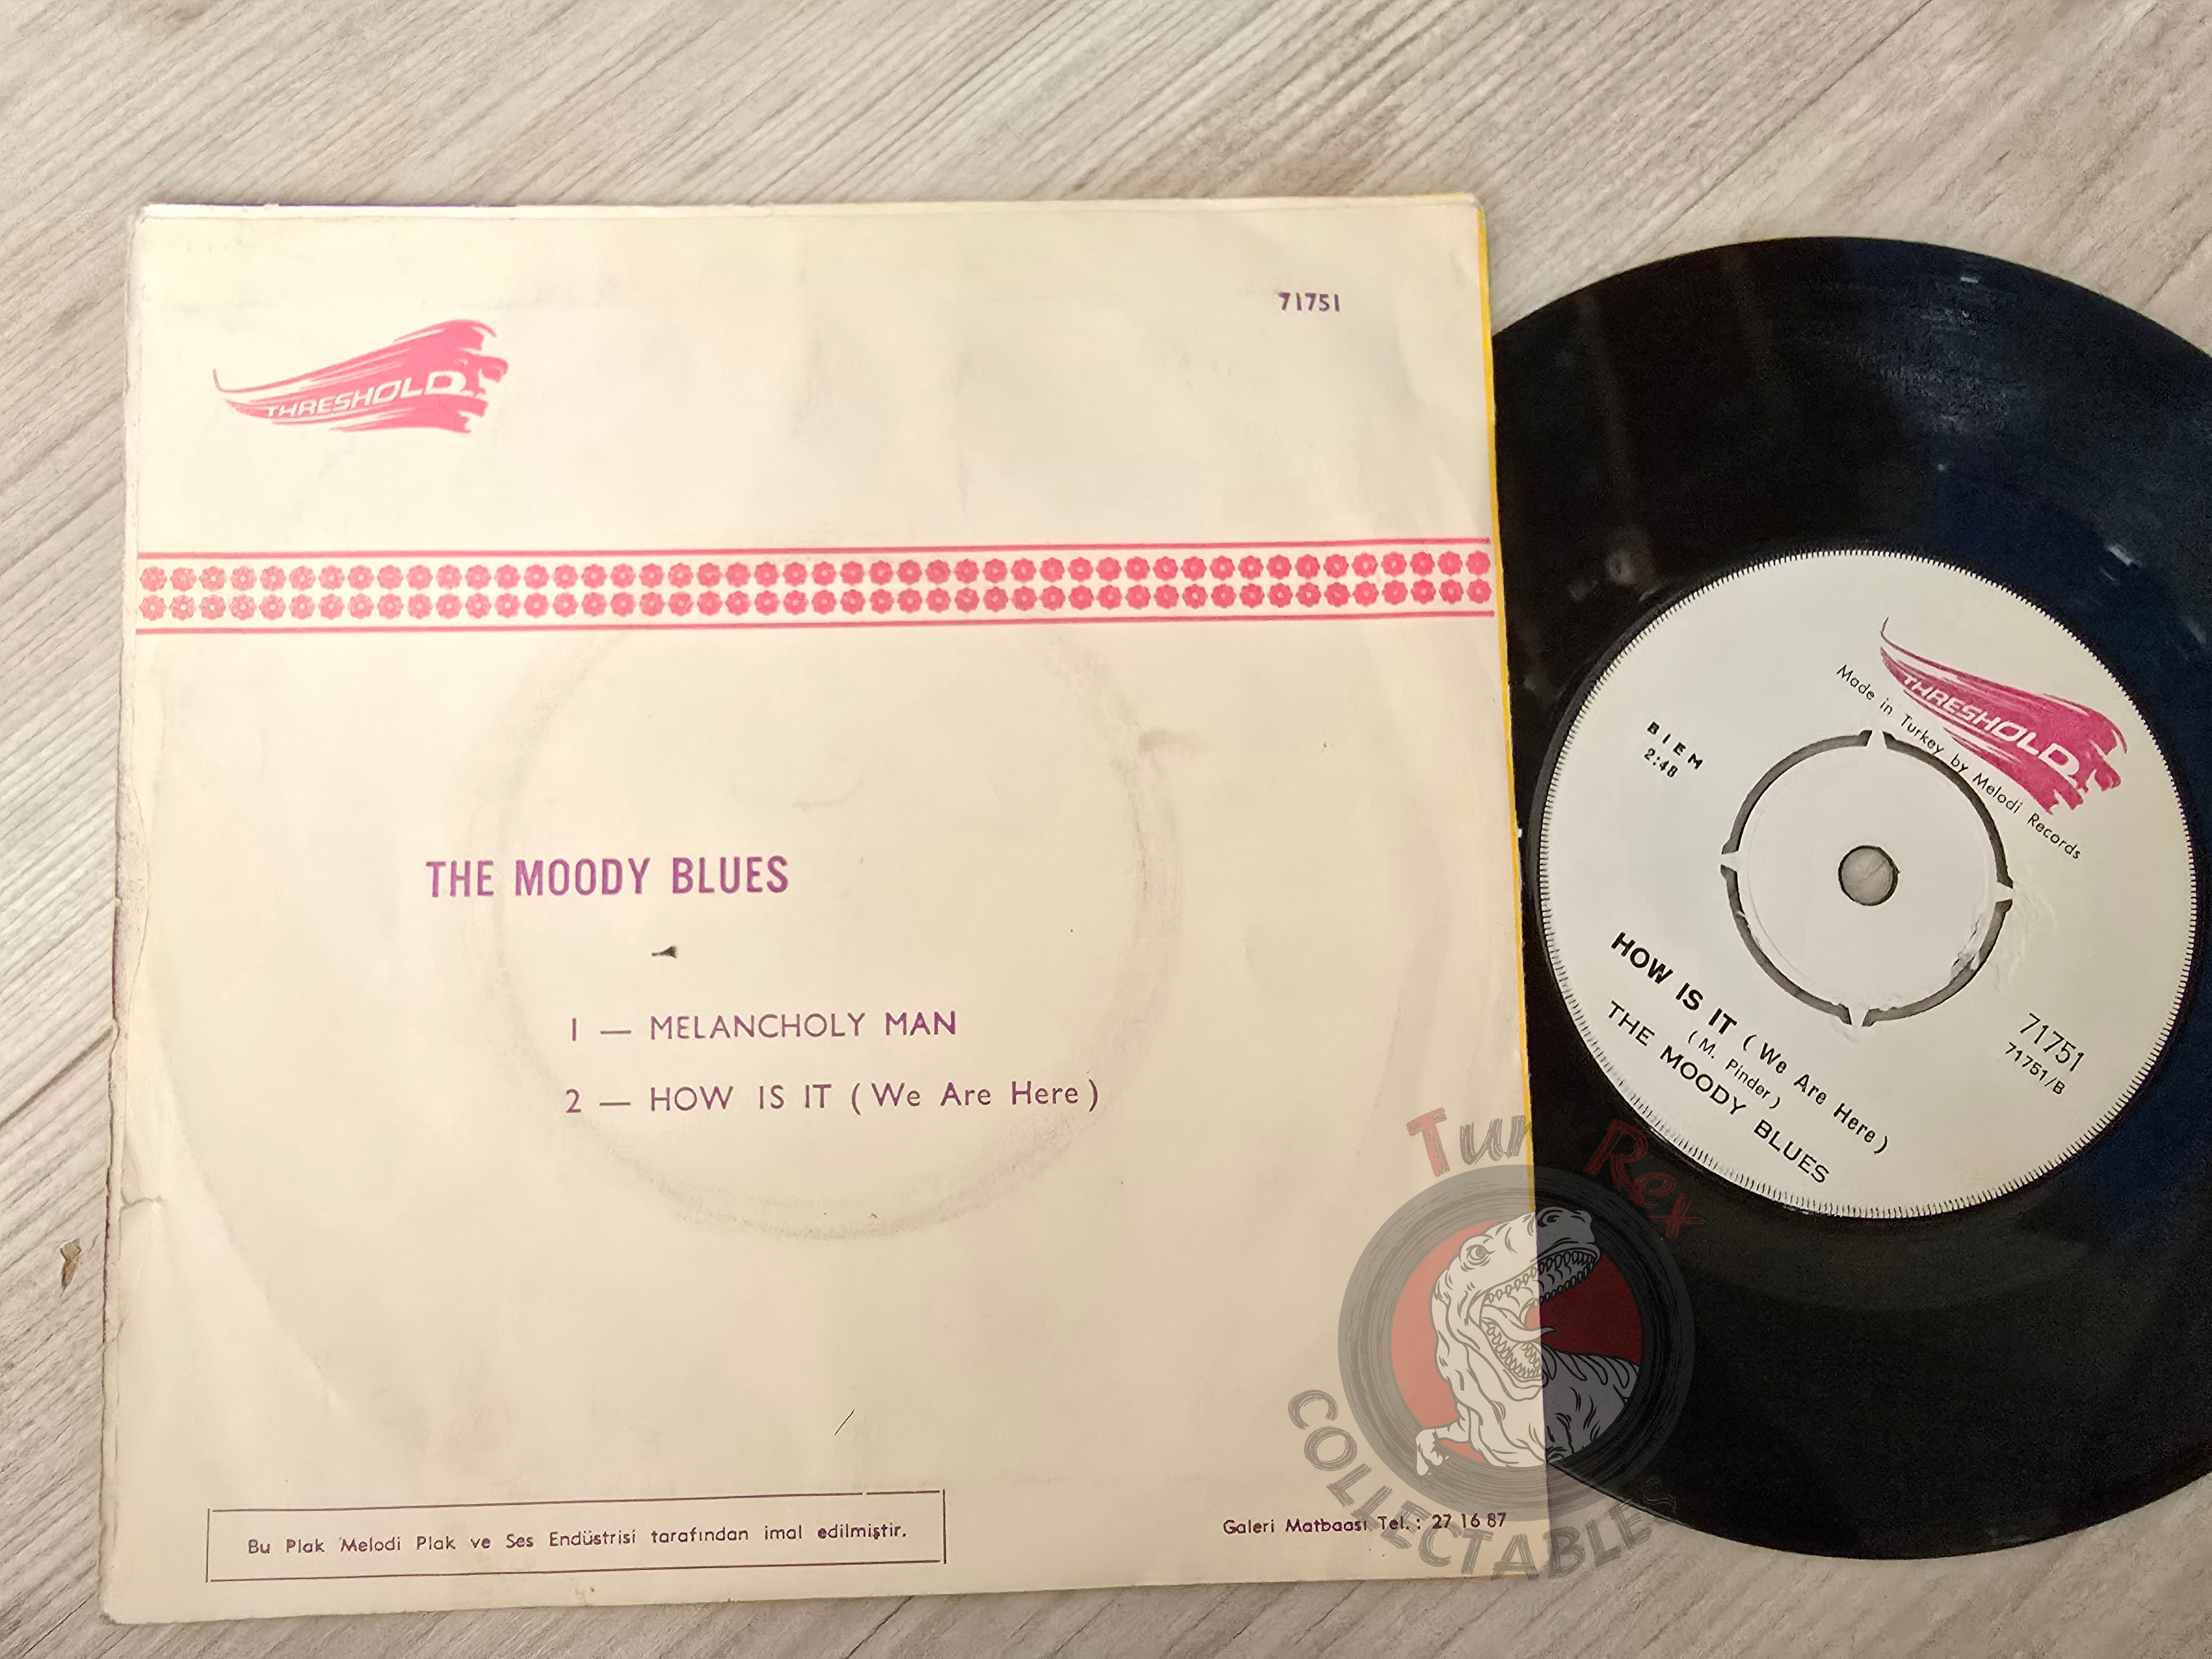 71751
THRESHOLD
THE MOODY BLUES
1 — MELANCHOLY MAN
2 — HOW IS IT (We Are Here)
Bu Plak Melodi Plak ve Ses Endüstrisi tarafından imal edilmiştir.
Galeri Matbaası Tel.: 27 16 87
THRESHOLD
Made in Turkey by Melodi Records
BIEM
2:48
71751
71751/B
HOW IS IT (We Are Here)
(M. Pinder)
THE MOODY BLUES
Rex
COLLECTABLES